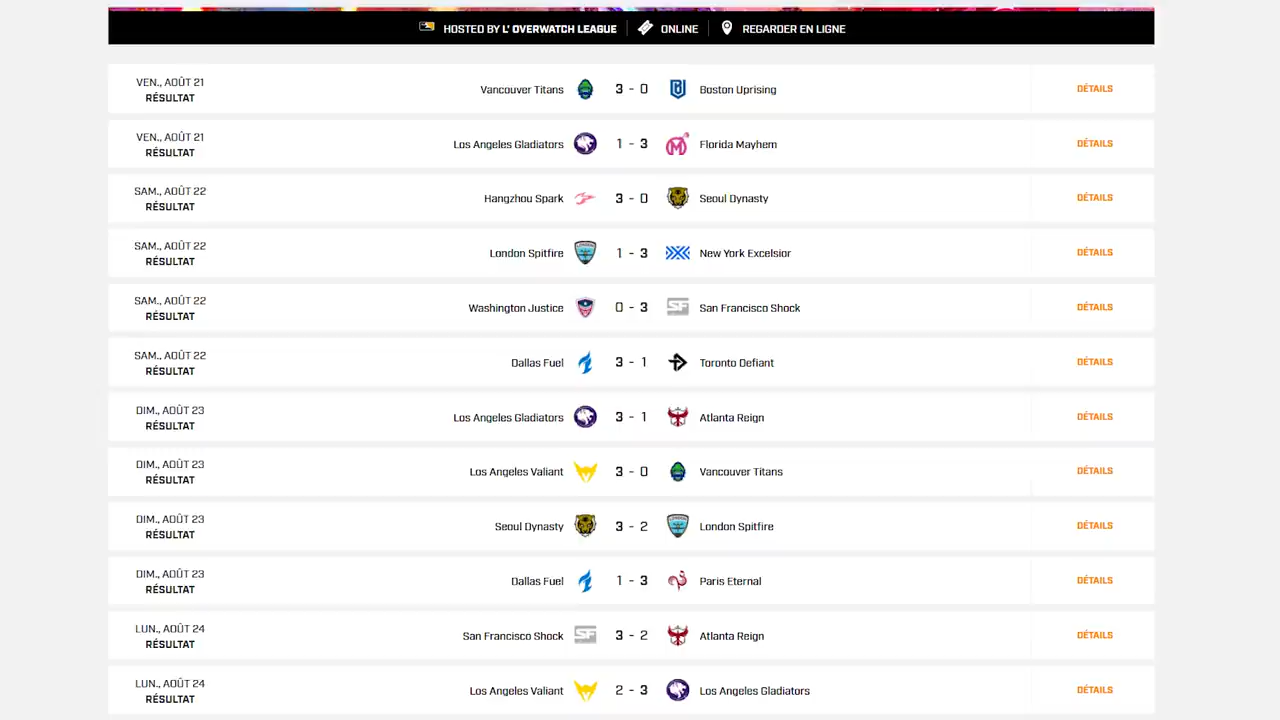 HOSTED BY L' OVERWATCH LEAGUE ONLINE REGARDER EN LIGNE
VEN., AOÛT 21
RÉSULTAT
Vancouver Titans 3 - 0 Boston Uprising DÉTAILS
VEN., AOÛT 21
RÉSULTAT
Los Angeles Gladiators 1 - 3 Florida Mayhem DÉTAILS
SAM., AOÛT 22
RÉSULTAT
Hangzhou Spark 3 - 0 Seoul Dynasty DÉTAILS
SAM., AOÛT 22
RÉSULTAT
London Spitfire 1 - 3 New York Excelsior DÉTAILS
SAM., AOÛT 22
RÉSULTAT
Washington Justice 0 - 3 SF San Francisco Shock DÉTAILS
SAM., AOÛT 22
RÉSULTAT
Dallas Fuel 3 - 1 Toronto Defiant DÉTAILS
DIM., AOÛT 23
RÉSULTAT
Los Angeles Gladiators 3 - 1 Atlanta Reign DÉTAILS
DIM., AOÛT 23
RÉSULTAT
Los Angeles Valiant 3 - 0 Vancouver Titans DÉTAILS
DIM., AOÛT 23
RÉSULTAT
Seoul Dynasty 3 - 2 London Spitfire DÉTAILS
DIM., AOÛT 23
RÉSULTAT
Dallas Fuel 1 - 3 Paris Eternal DÉTAILS
LUN., AOÛT 24
RÉSULTAT
San Francisco Shock SF 3 - 2 Atlanta Reign DÉTAILS
LUN., AOÛT 24
RÉSULTAT
Los Angeles Valiant 2 - 3 Los Angeles Gladiators DÉTAILS